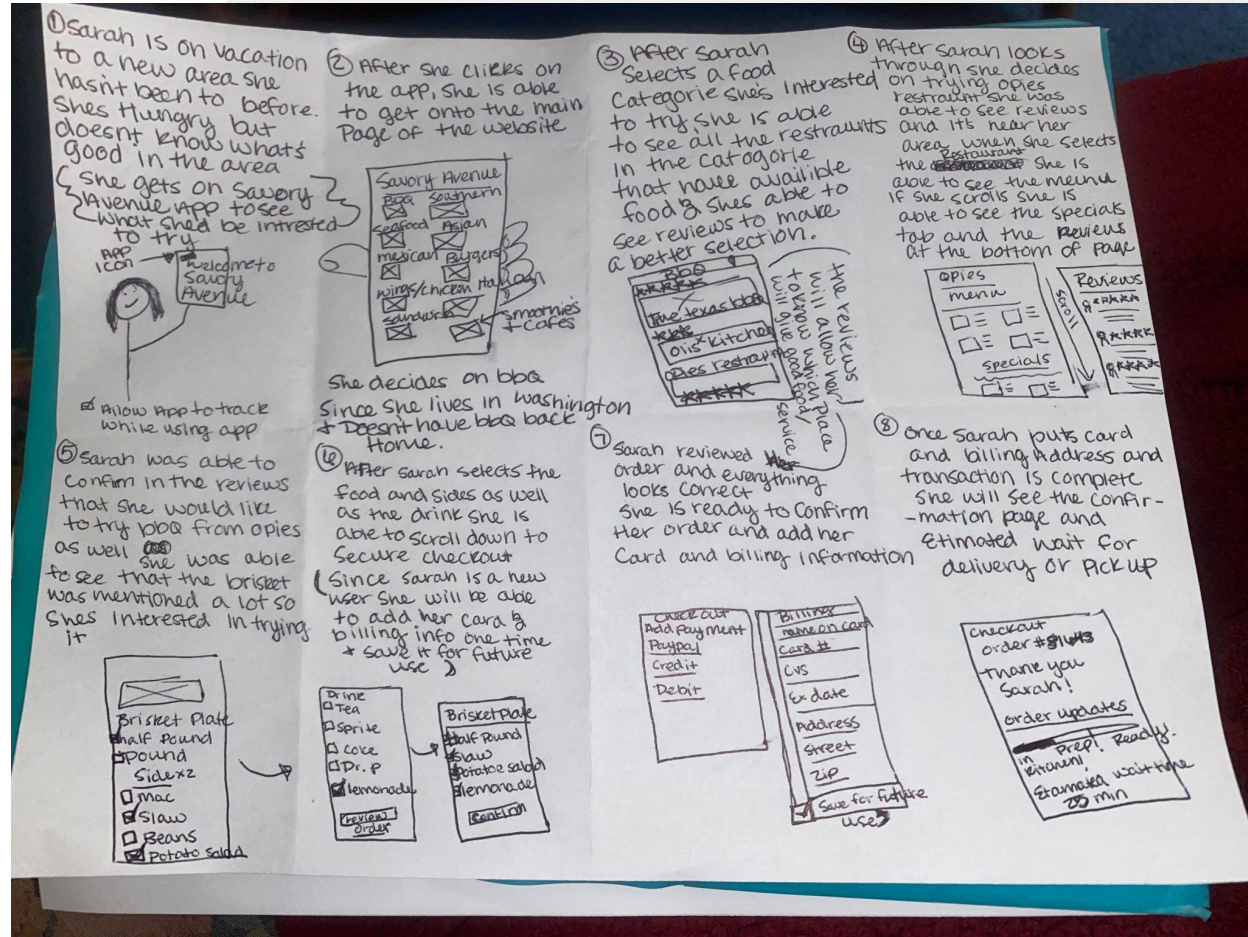 ① Sarah is on vacation
to a new area she
hasn't been to before.
shes Hungry but
doesn't know what's
good in the area
she gets on Savory
Avenue App to see
what shed be intrested
to try
App
icon
welcome to
Savory
Avenue
Allow App to track
while using app
② After she clicks on
the app, she is able
to get onto the main
Page of the website
Savory Avenue
BBQ Southern
seafood Asian
mexican Burgers
wings/chicken
sandwich
smoothies
+ cafes
She decides on bbQ
Since she lives in Washington
+ Doesn't have bbQ back
Home.
③ After Sarah
Selects a food
Categorie she's Interested
to try, she is able
to see all the restraunts
in the catagorie
that have availible
food & shes able to
see reviews to make
a better selection.
BBQ
True texas bbq
Otis kitchen
Opies restraunt
the reviews
will allow her
to know which place
will give good food/
service
④ After Sarah looks
through she decides
on trying opies
restraunt she was
able to see reviews
and it's near her
area. when she selects
the Restaurant she is
able to see the menu
if she scrolls she is
able to see the specials
tab and the Reviews
at the bottom of page
Opies
menu
specials
scroll
Reviews
⑤ Sarah was able to
Confirm in the reviews
that she would like
to try bbQ from opies
as well she was able
to see that the brisket
was mentioned a lot so
shes interested in trying
it
Brisket Plate
half Pound
Pound
Sidex2
mac
Slaw
Beans
Potato Salad
⑥ After Sarah selects the
food and sides as well
as the drink she is
able to scroll down to
Secure checkout
(Since Sarah is a new
user she will be able
to add her card &
billing info one time
+ save it for future
use )
Drink
Tea
Sprite
Coke
Dr. p
lemonade
review
order
Brisket Plate
Half Pound
Slaw
Potatoe salad
lemonade
Confirm
⑦ Sarah reviewed Her
order and everything
looks Correct
She is ready to Confirm
Her order and add her
Card and billing Information
Checkout
Add Payment
Paypal
Credit
Debit
Billing
name on card
Card #
Cvs
Ex date
Address
Street
Zip
Save for future
use
⑧ Once Sarah puts card
and billing Address and
transaction is complete
She will see the Confir-
-mation page and
Etimated wait for
delivery or Pick up
Checkout
order #
Thank you
Sarah!
order updates
in Prep! Ready.
kitchen!
Estamated wait time
25 min